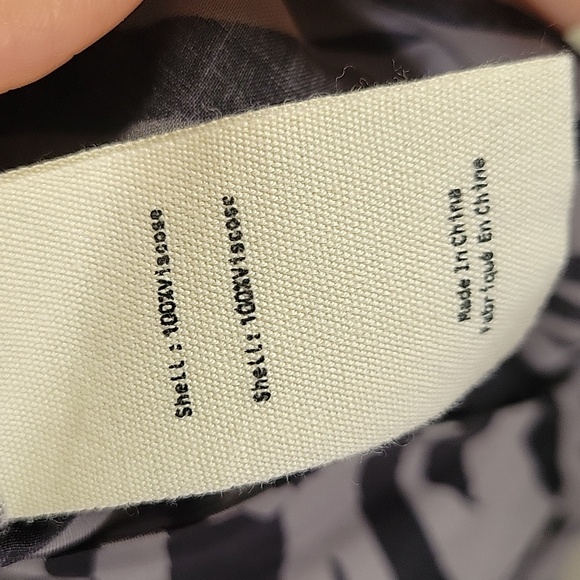 Shell: 100%Viscose
Shell: 100%Viscose
Made In China
Fabriqué En Chine